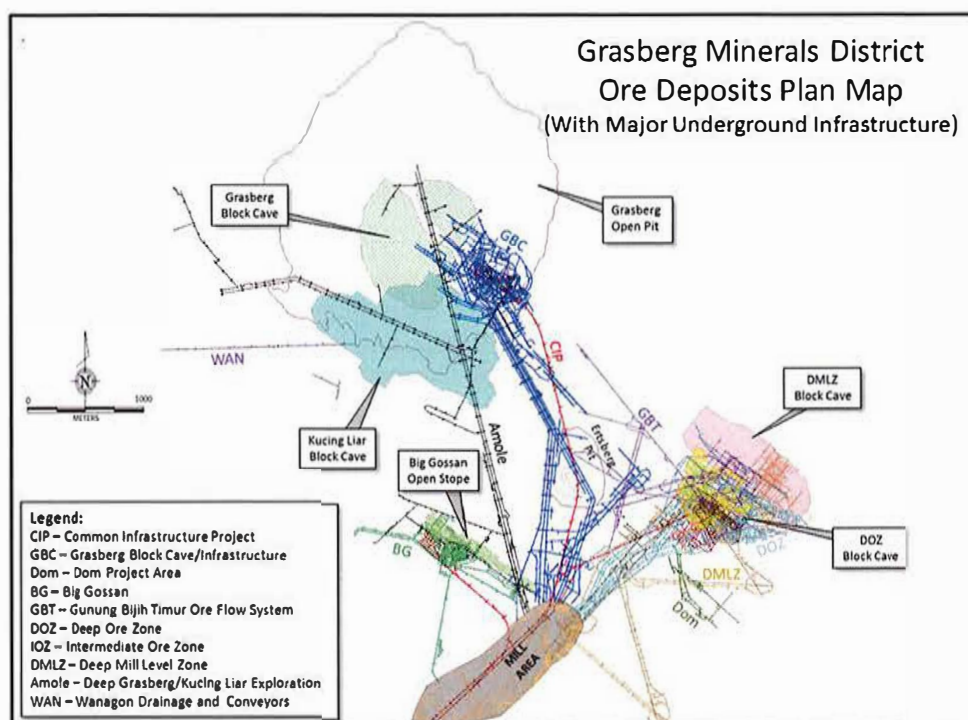 Grasberg Minerals District
Ore Deposits Plan Map
(With Major Underground Infrastructure)
Grasberg
Block Cave
Grasberg
Open Pit
GBC
CIP
WAN
N
0
1000
METERS
DMLZ
Block Cave
Kucing Liar
Block Cave
Amole
GBT
Ertsberg
Pit
Big Gossan
Open Stope
BG
DOZ
DOZ
Block Cave
DMLZ
Dom
MILL
AREA
Legend:
CIP – Common Infrastructure Project
GBC – Grasberg Block Cave/Infrastructure
Dom – Dom Project Area
BG – Big Gossan
GBT – Gunung Bijih Timur Ore Flow System
DOZ – Deep Ore Zone
IOZ – Intermediate Ore Zone
DMLZ – Deep Mill Level Zone
Amole – Deep Grasberg/Kucing Liar Exploration
WAN – Wanagon Drainage and Conveyors